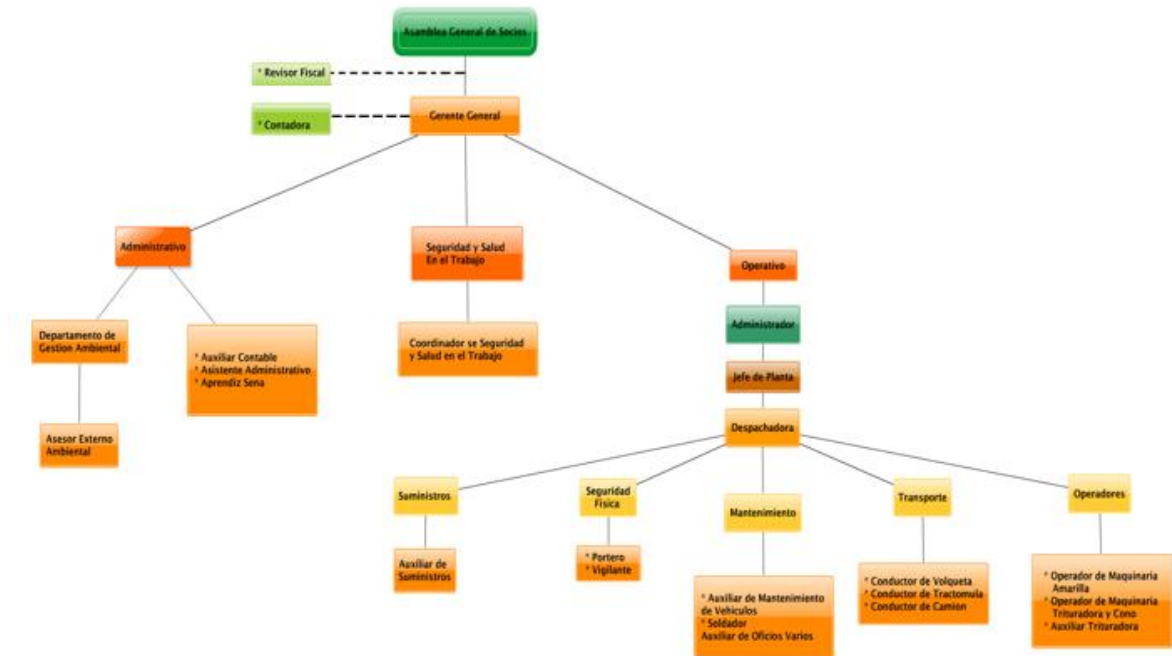 Asamblea General de Socios
* Revisor Fiscal
* Contadora
Gerente General
Administrativo
Seguridad y Salud
En el Trabajo
Operativo
Departamento de
Gestion Ambiental
* Auxiliar Contable
* Asistente Administrativo
* Aprendiz Sena
Coordinador se Seguridad
y Salud en el Trabajo
Administrador
Jefe de Planta
Asesor Externo
Ambiental
Despachadora
Suministros
Seguridad
Fisica
Mantenimiento
Transporte
Operadores
Auxiliar de
Suministros
* Portero
* Vigilante
* Auxiliar de Mantenimiento
de Vehiculos
* Soldador
Auxiliar de Oficios Varios
* Conductor de Volqueta
* Conductor de Tractomula
* Conductor de Camion
* Operador de Maquinaria
Amarilla
* Operador de Maquinaria
Trituradora y Cono
* Auxiliar Trituradora